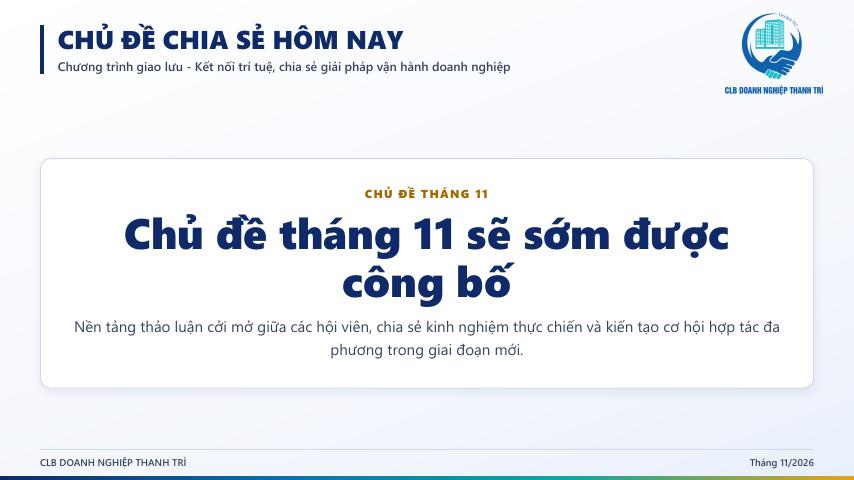 CHỦ ĐỀ CHIA SẺ HÔM NAY
Chương trình giao lưu - Kết nối trí tuệ, chia sẻ giải pháp vận hành doanh nghiệp
THANH TRÌ
CLB DOANH NGHIỆP THANH TRÌ
CHỦ ĐỀ THÁNG 11
Chủ đề tháng 11 sẽ sớm được
công bố
Nền tảng thảo luận cởi mở giữa các hội viên, chia sẻ kinh nghiệm thực chiến và kiến tạo cơ hội hợp tác đa
phương trong giai đoạn mới.
CLB DOANH NGHIỆP THANH TRÌ
Tháng 11/2026